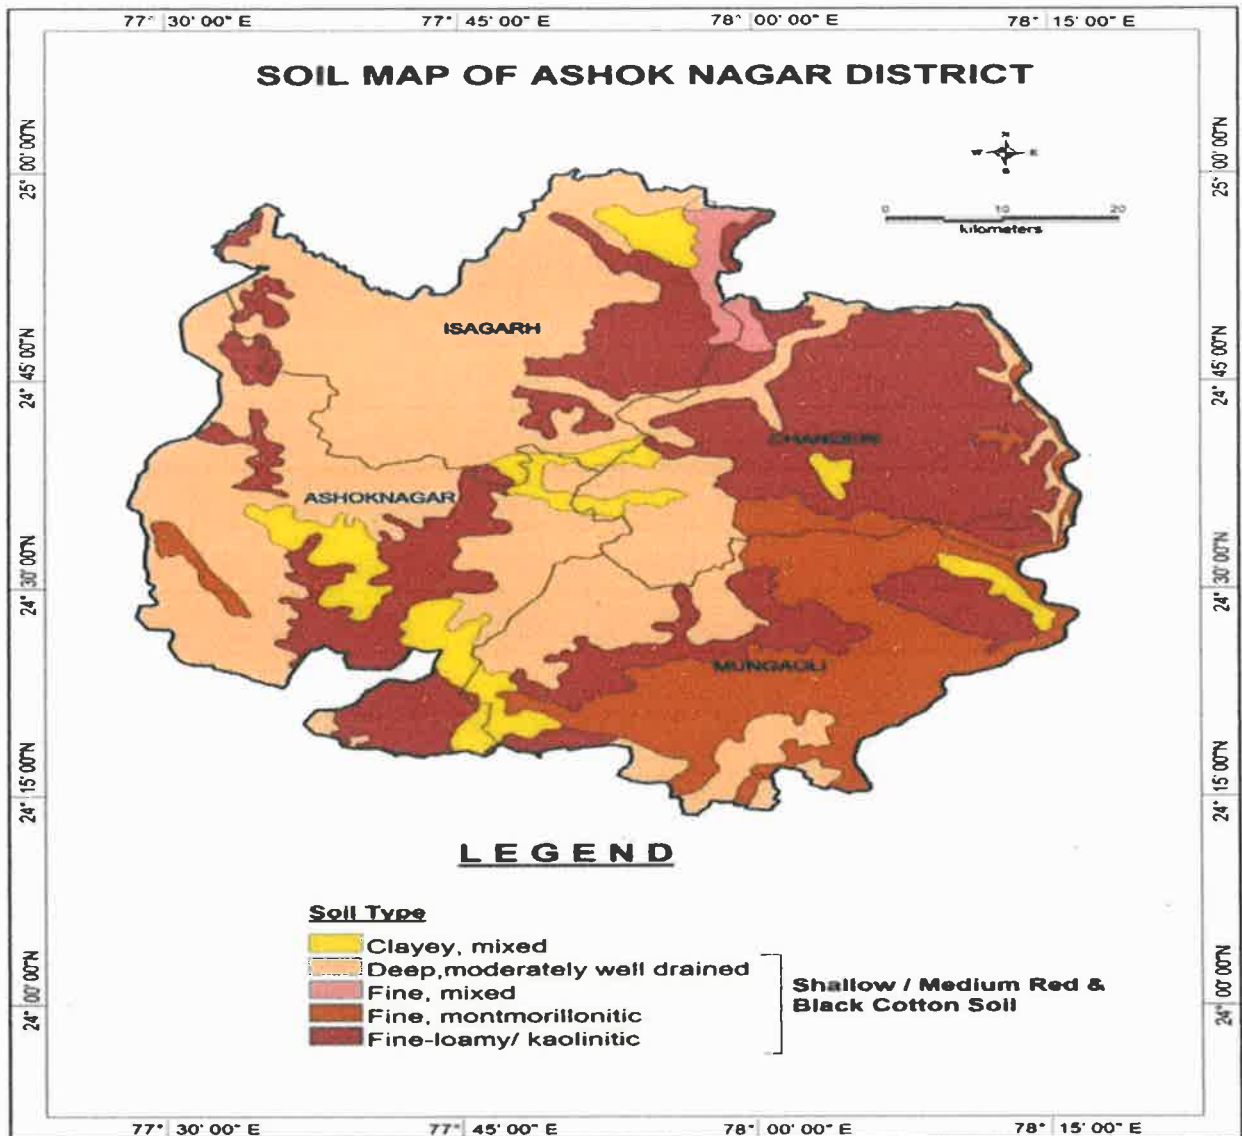 77° 30' 00" E 77° 45' 00" E 78° 00' 00" E 78° 15' 00" E
SOIL MAP OF ASHOK NAGAR DISTRICT
25° 00' 00"N 25° 00' 00"N
N
W E
S
0 10 20
kilometers
ISAGARH
24° 45' 00"N 24° 45' 00"N
CHANDERI
ASHOKNAGAR
24° 30' 00"N 24° 30' 00"N
MUNGAOLI
24° 15' 00"N 24° 15' 00"N
LEGEND
Soil Type
Clayey, mixed
Deep,moderately well drained
Fine, mixed
Fine, montmorillonitic
Fine-loamy/ kaolinitic
Shallow / Medium Red &
Black Cotton Soil
24° 00' 00"N 24° 00' 00"N
77° 30' 00" E 77° 45' 00" E 78° 00' 00" E 78° 15' 00" E